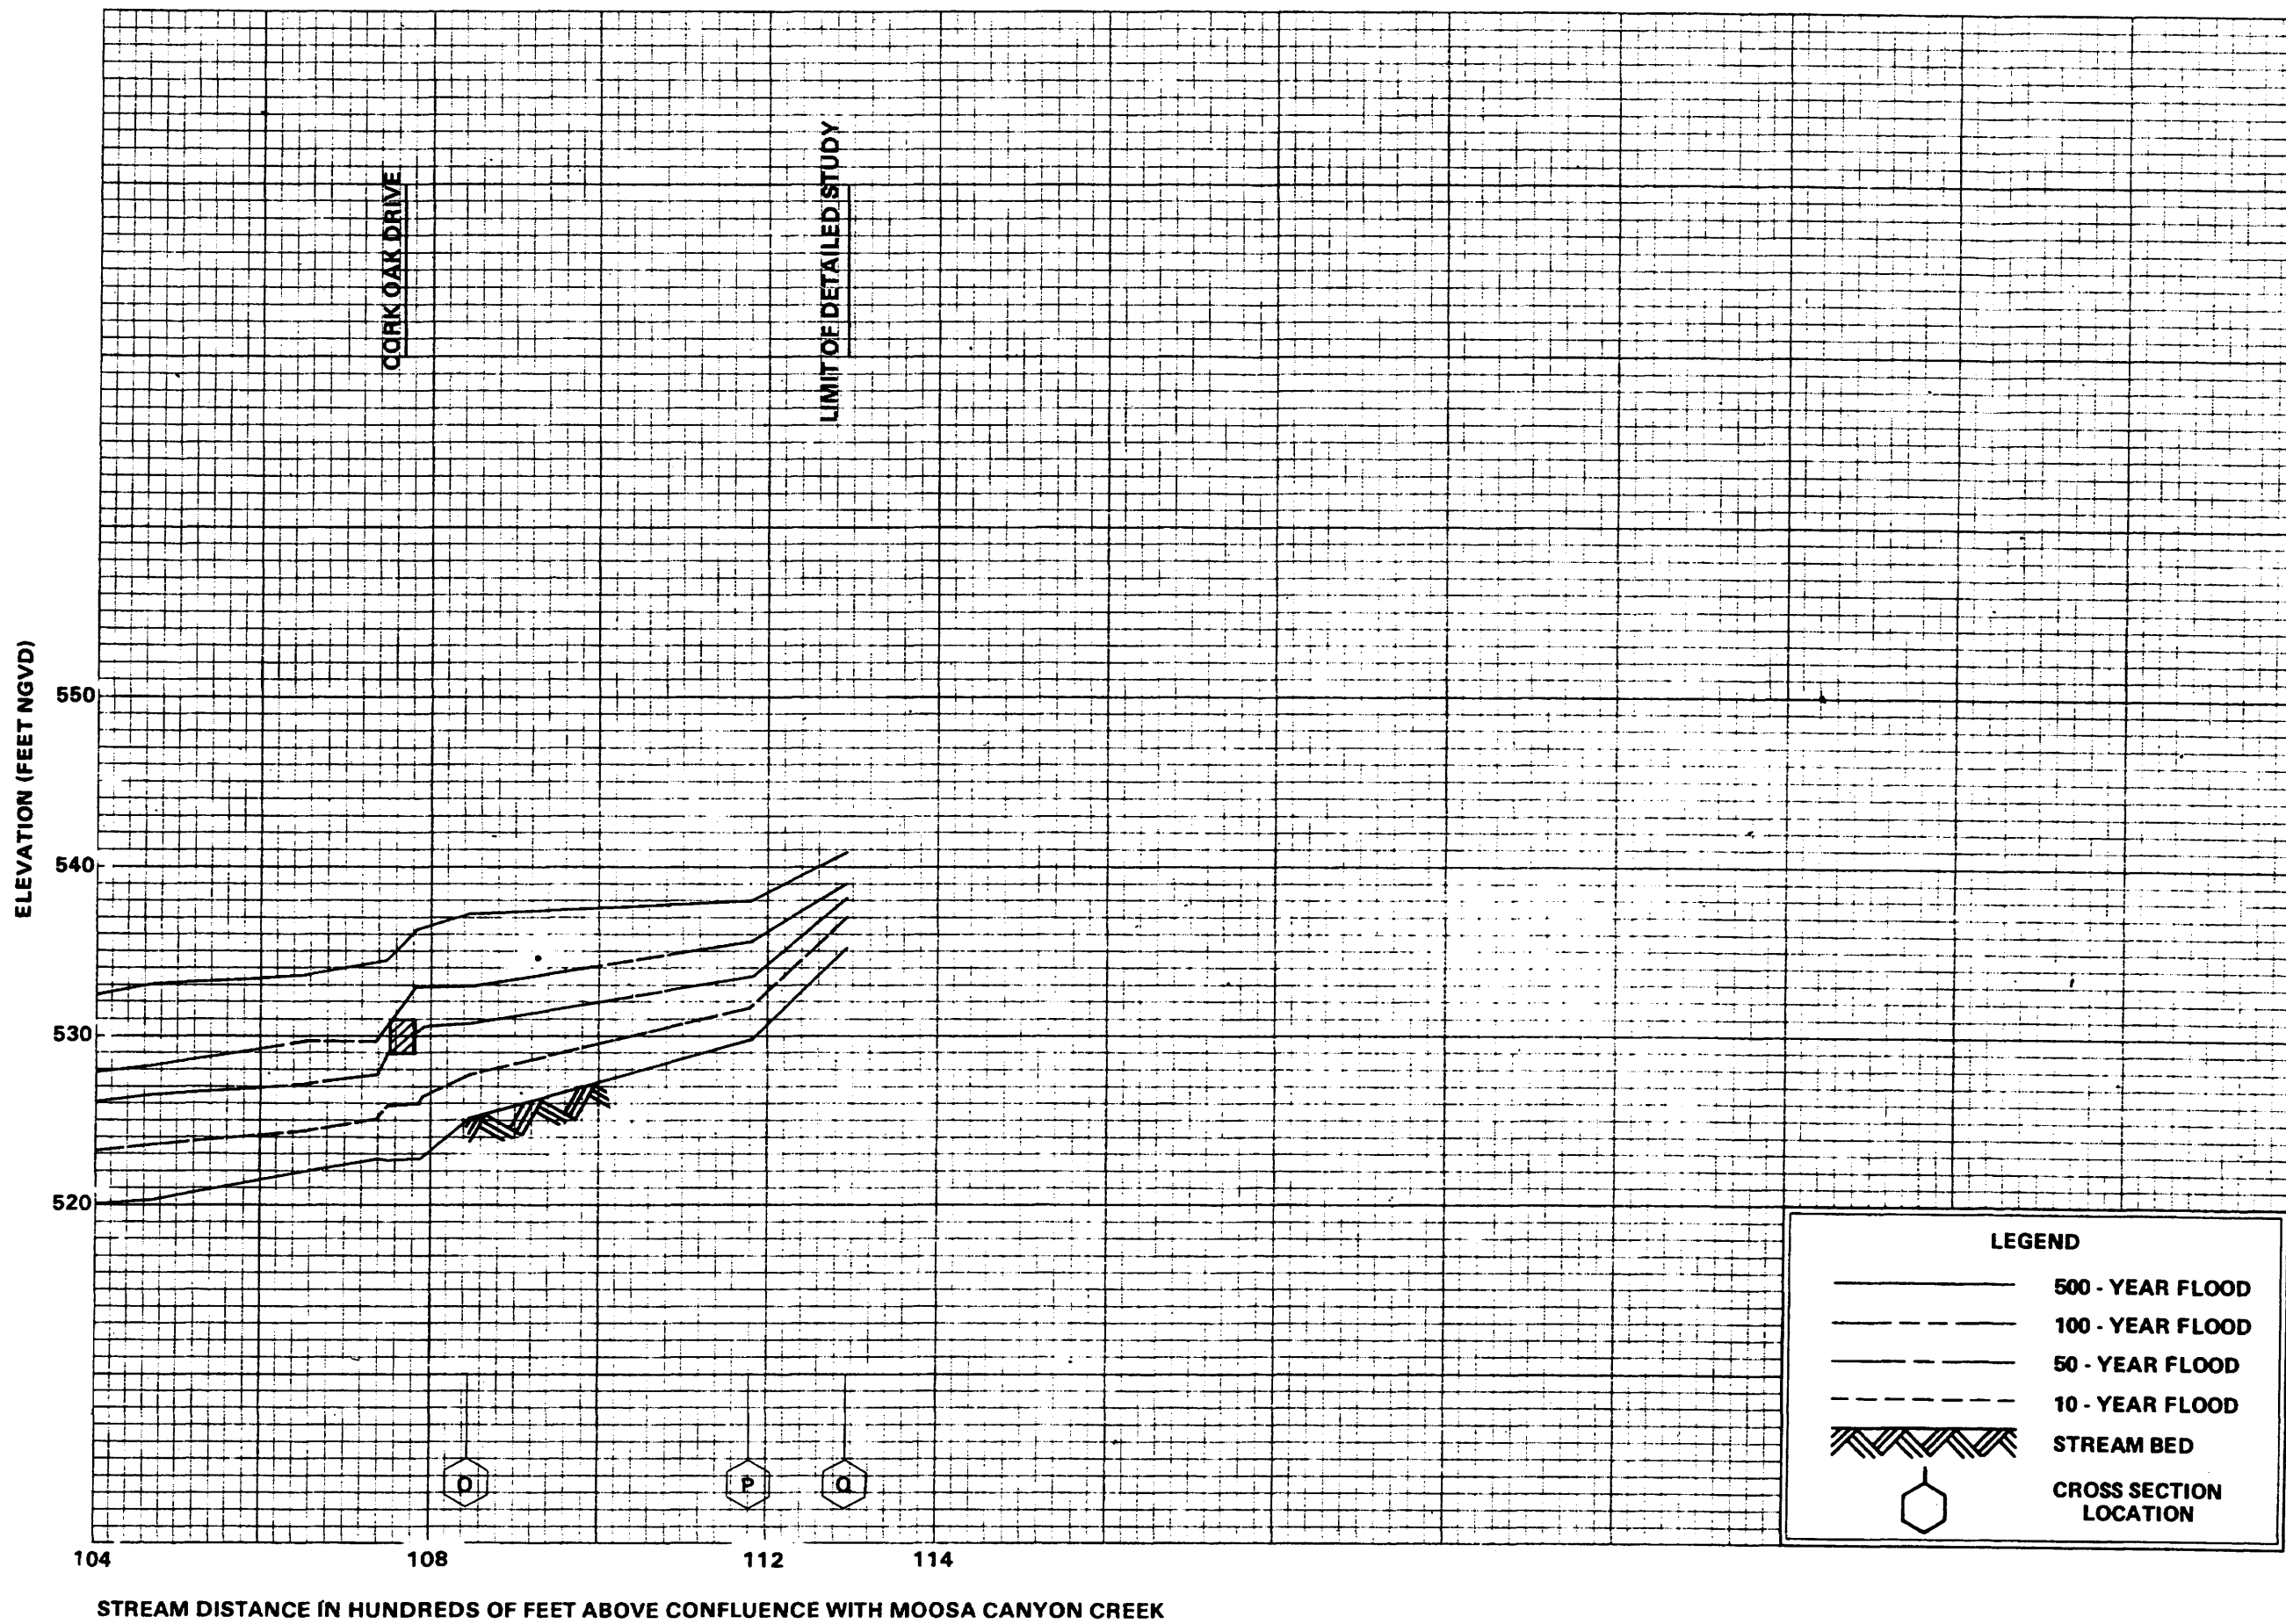 CORK OAK DRIVE
LIMIT OF DETAILED STUDY
ELEVATION (FEET NGVD)
550
540
530
520
LEGEND
500 - YEAR FLOOD
100 - YEAR FLOOD
50 - YEAR FLOOD
10 - YEAR FLOOD
STREAM BED
CROSS SECTION
LOCATION
O
P
Q
104
108
112
114
STREAM DISTANCE IN HUNDREDS OF FEET ABOVE CONFLUENCE WITH MOOSA CANYON CREEK